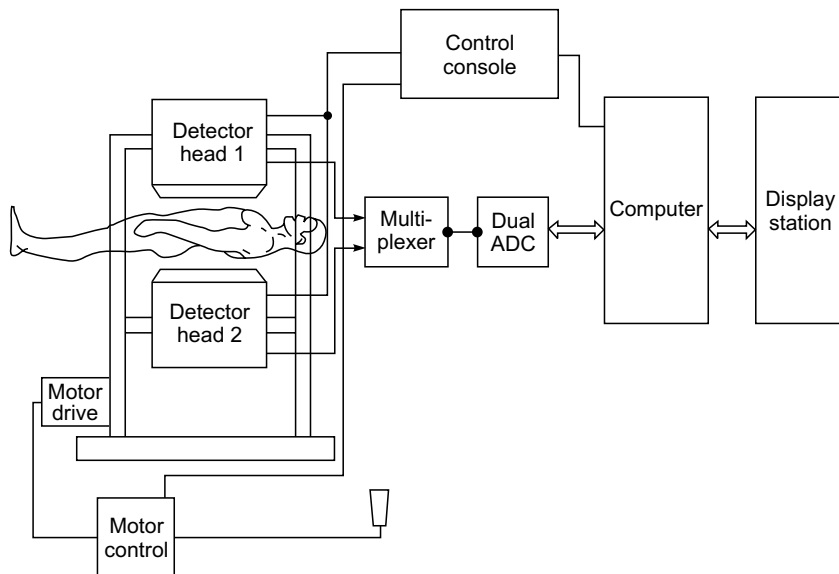 Control
console
Detector
head 1
Multi-
plexer
Dual
ADC
Computer
Display
station
Detector
head 2
Motor
drive
Motor
control